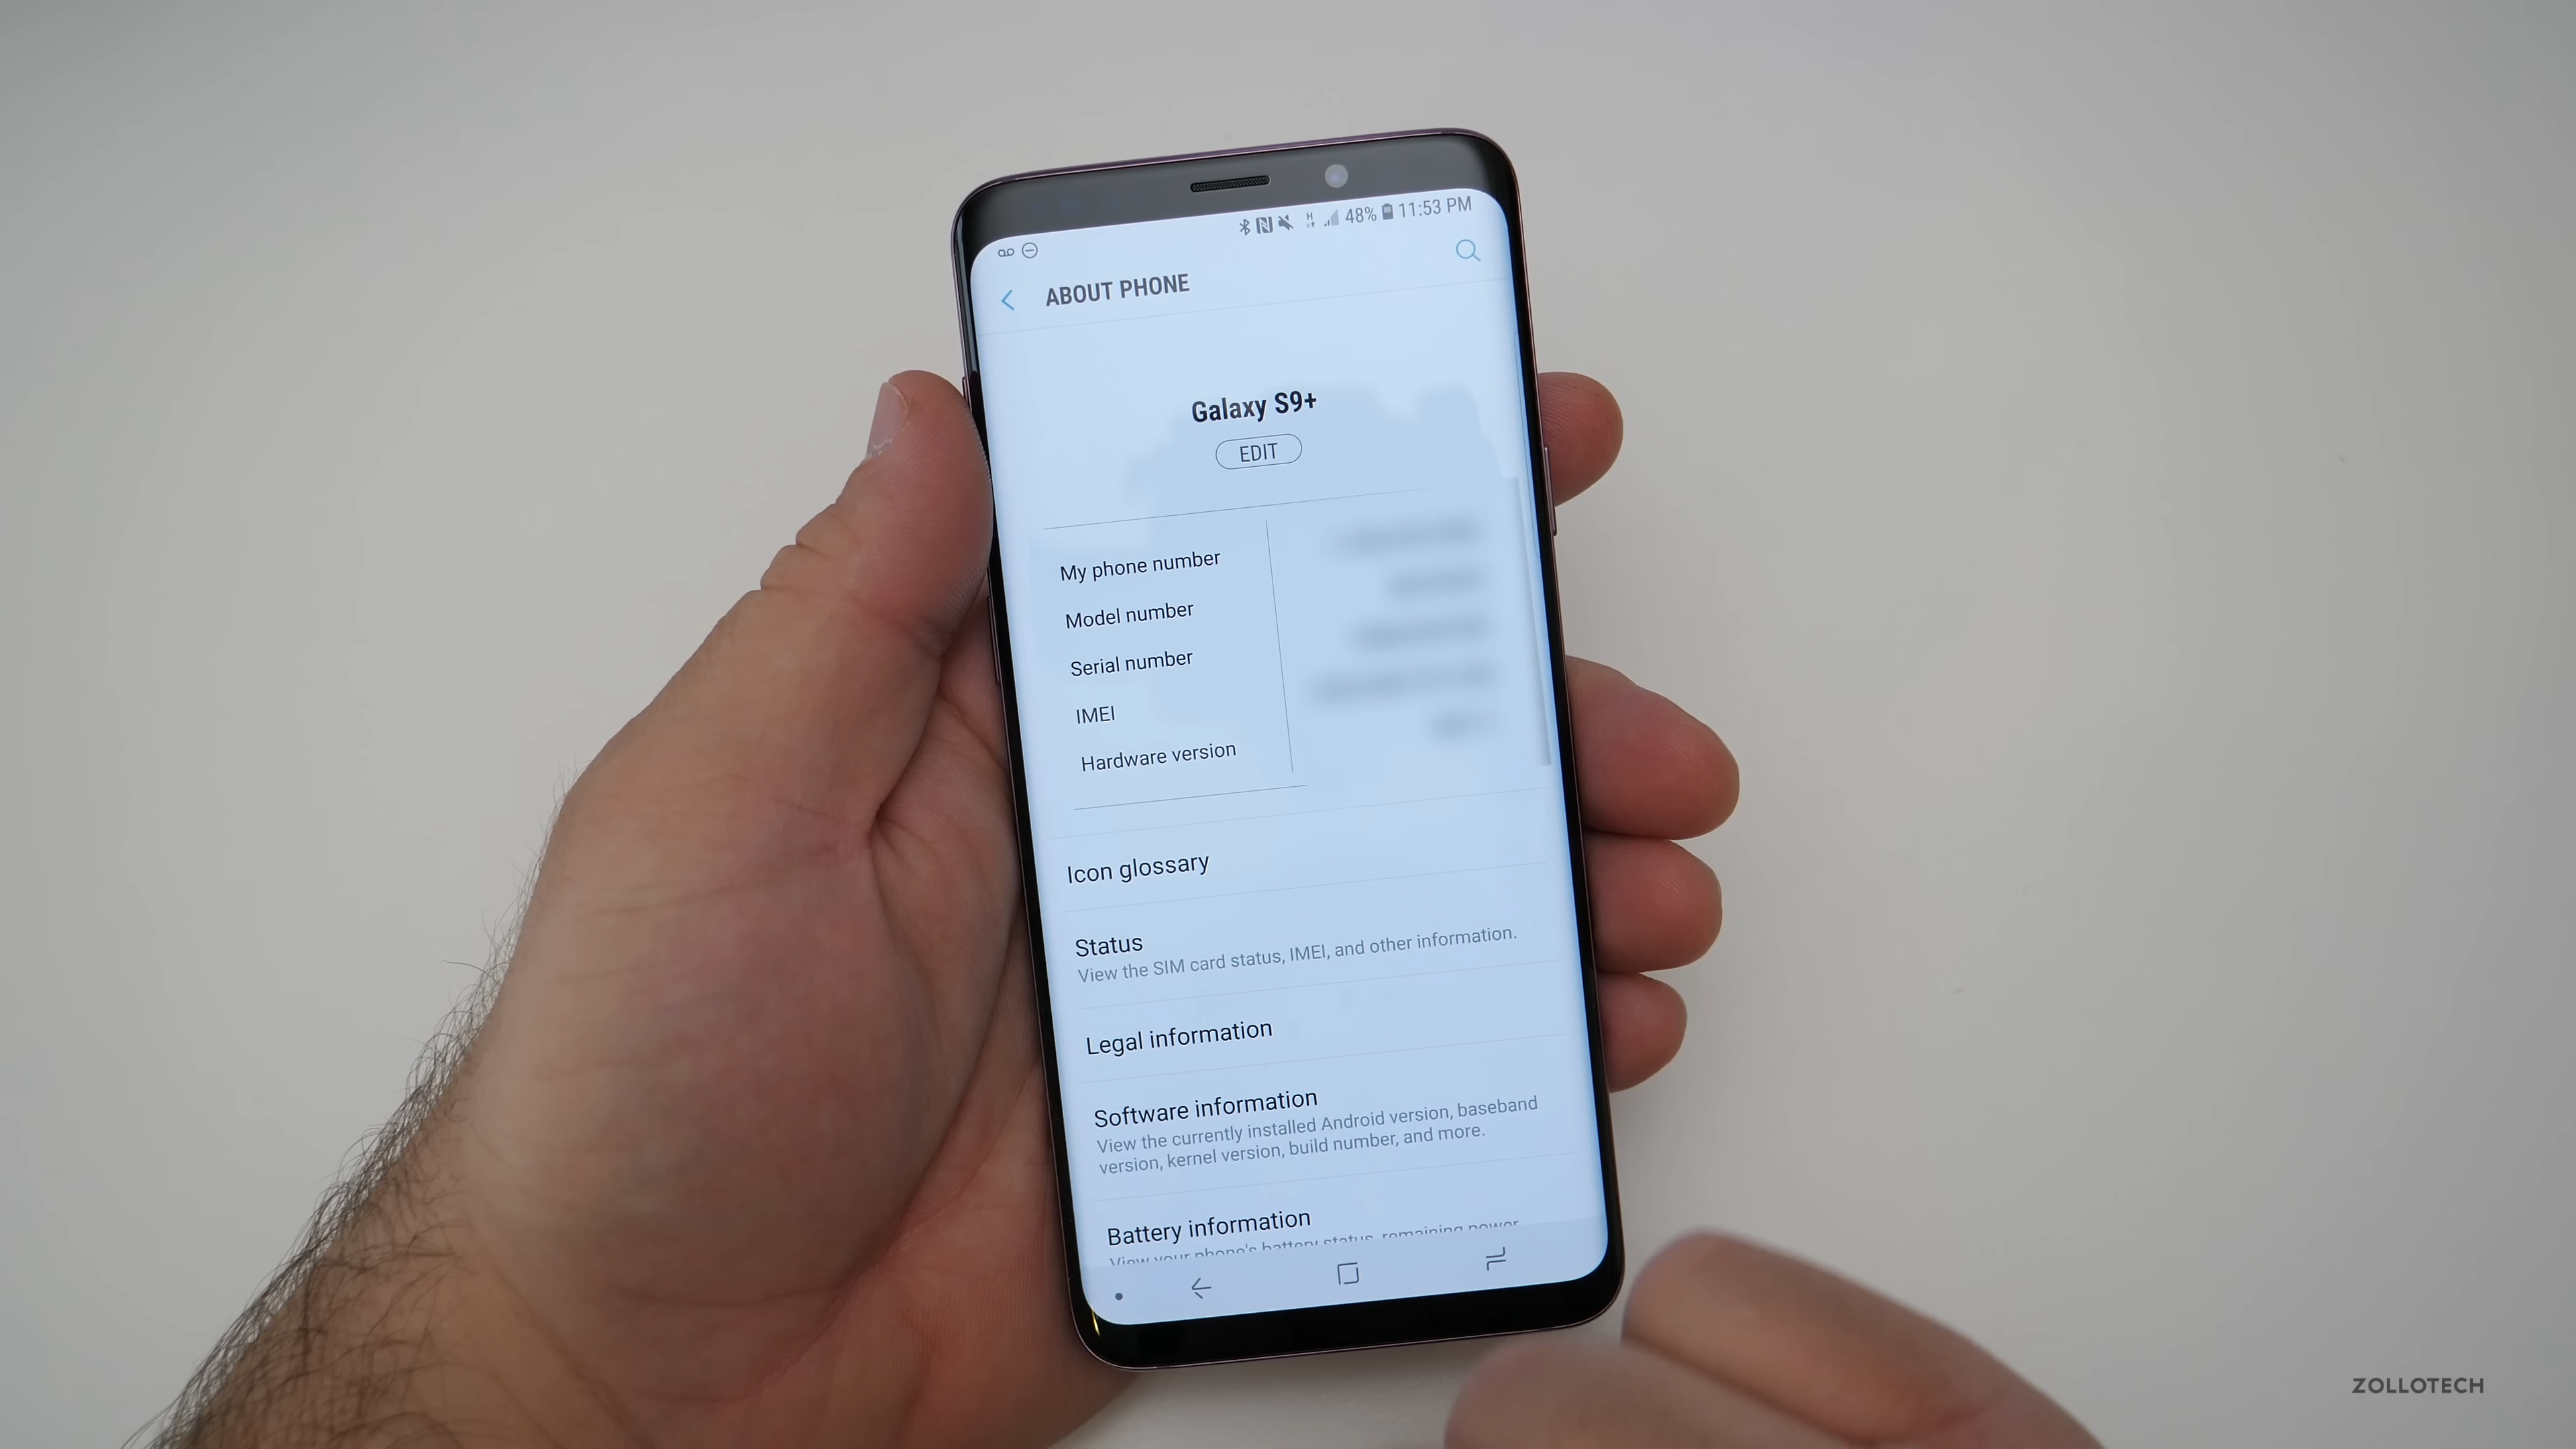 48% 11:53 PM
ABOUT PHONE
Galaxy S9+
EDIT
My phone number
Model number
Serial number
IMEI
Hardware version
Icon glossary
Status
View the SIM card status, IMEI, and other information.
Legal information
Software information
View the currently installed Android version, baseband
version, kernel version, build number, and more.
Battery information
View your phone's battery status, remaining power
ZOLLOTECH